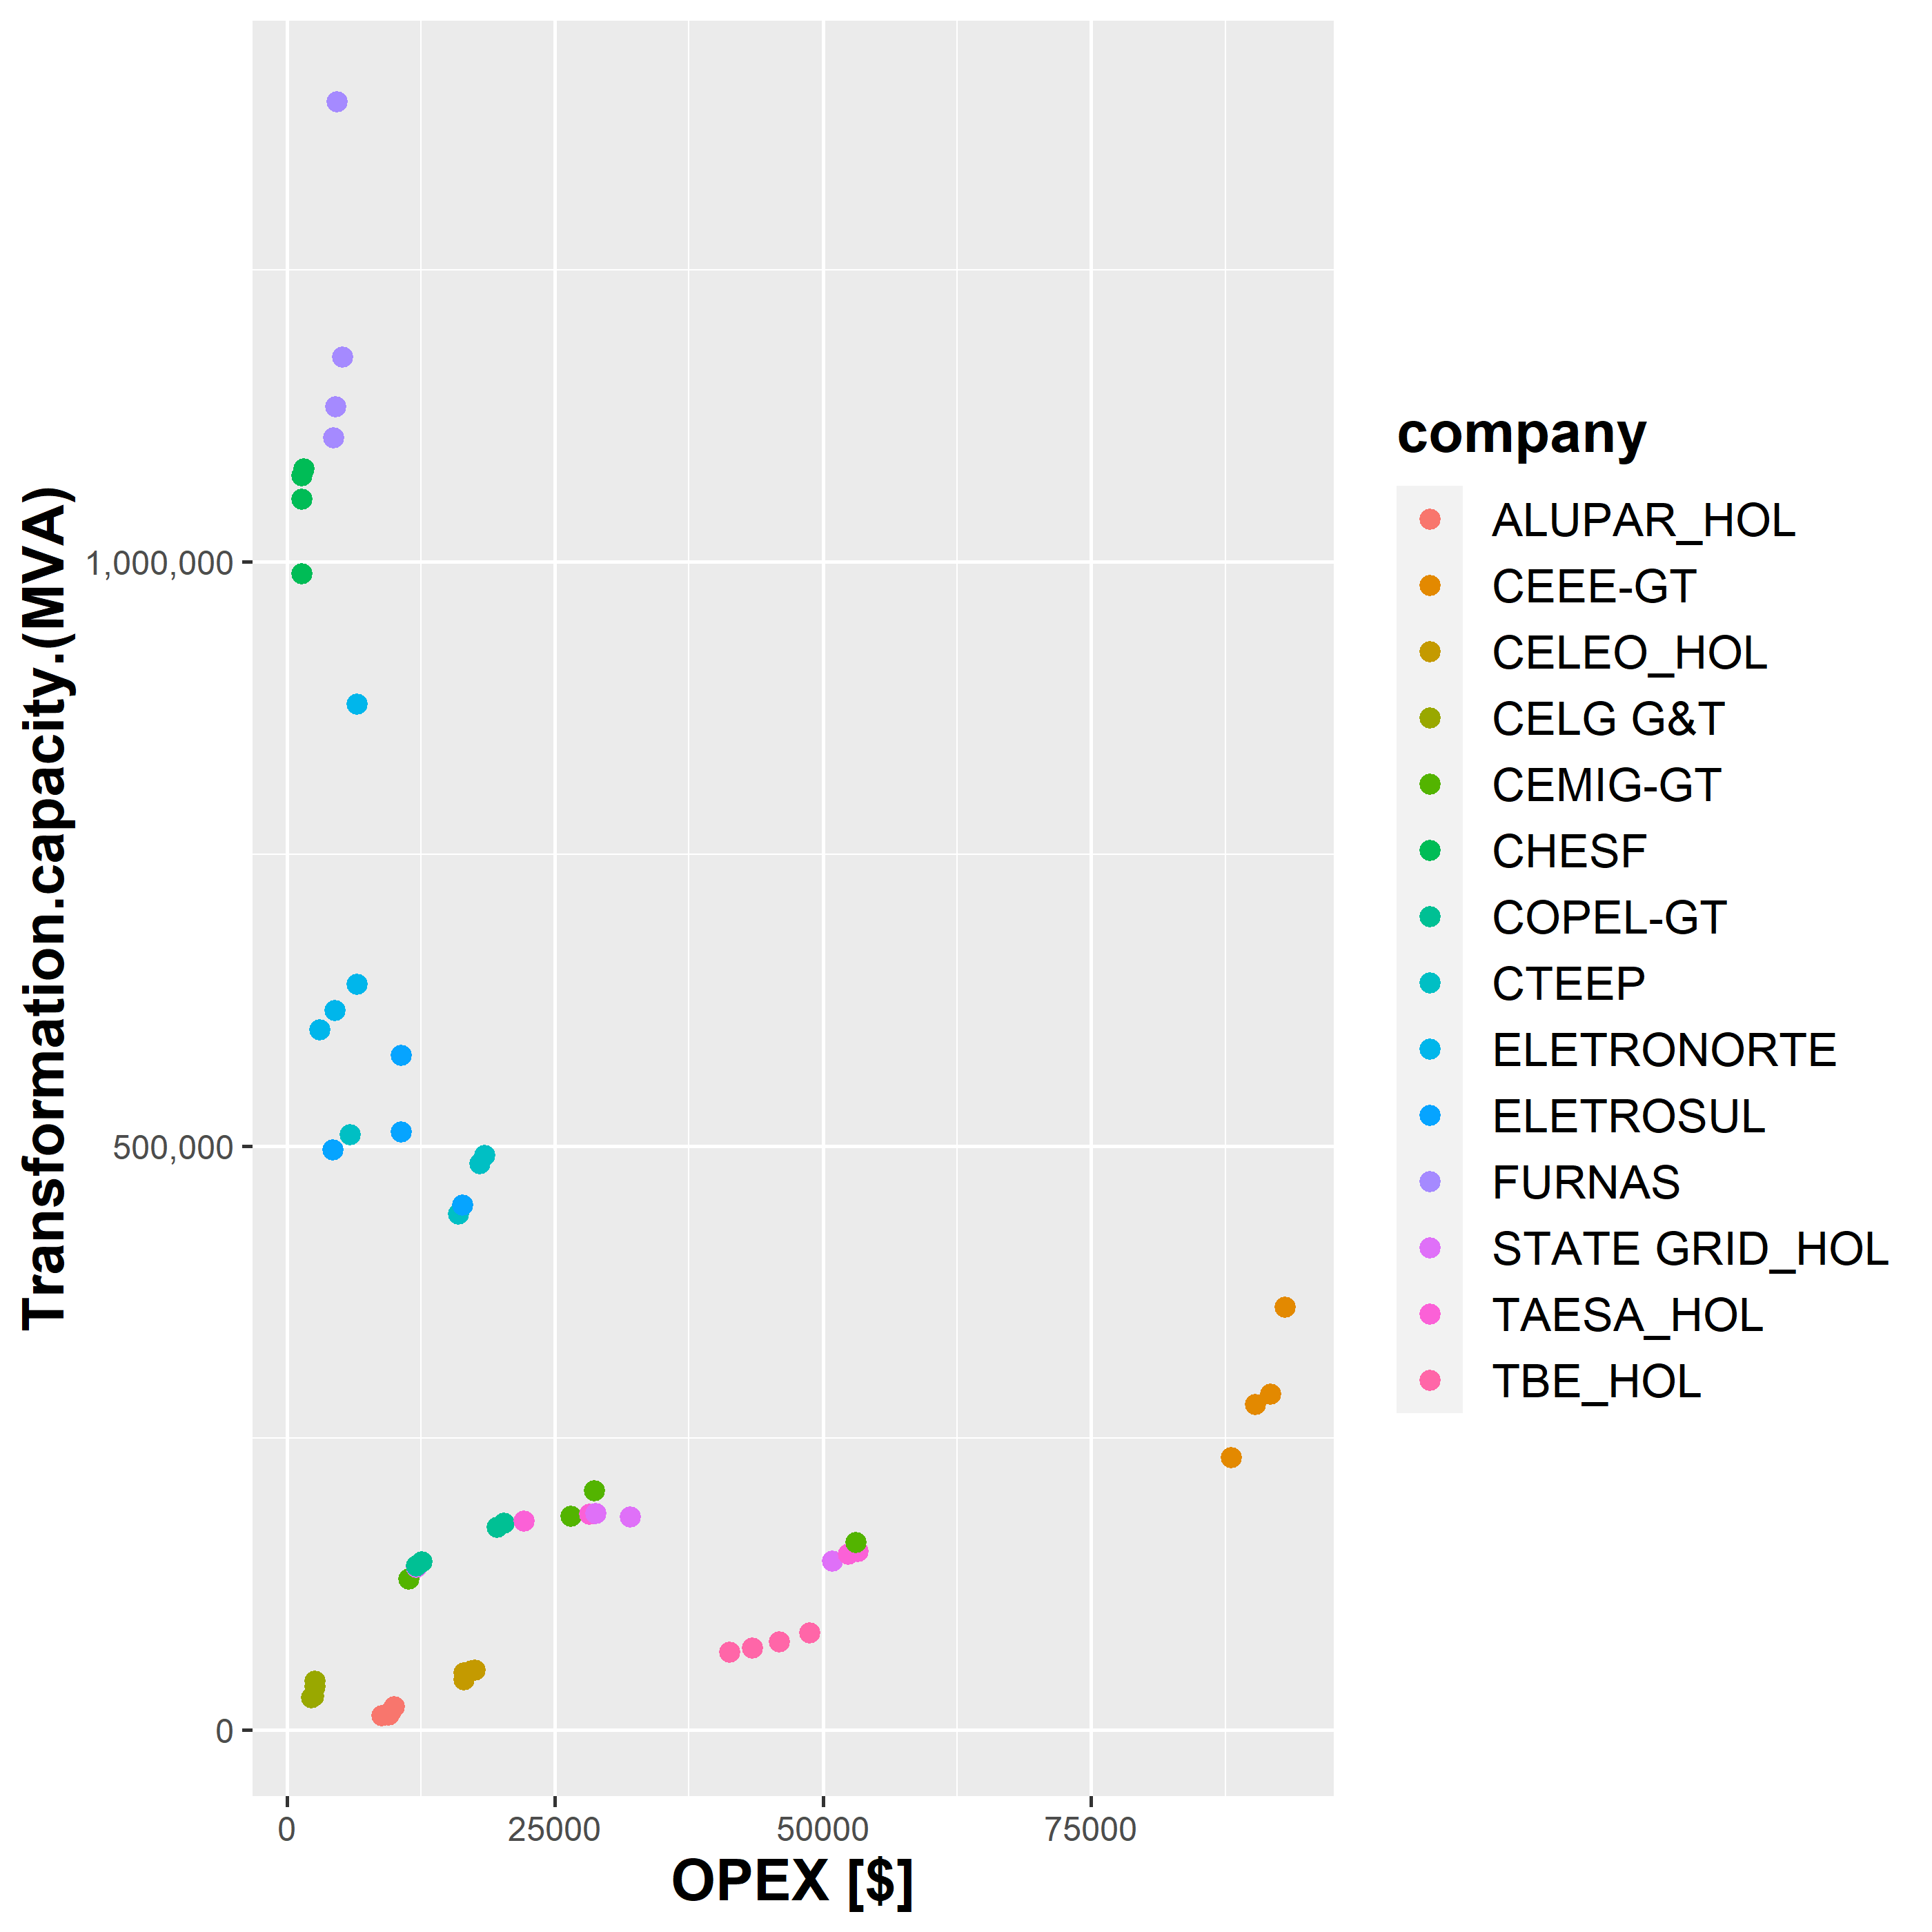 Transformation.capacity.(MVA)
1,000,000
500,000
0
0
25000
50000
75000
OPEX [$]
company
ALUPAR_HOL
CEEE-GT
CELEO_HOL
CELG G&T
CEMIG-GT
CHESF
COPEL-GT
CTEEP
ELETRONORTE
ELETROSUL
FURNAS
STATE GRID_HOL
TAESA_HOL
TBE_HOL